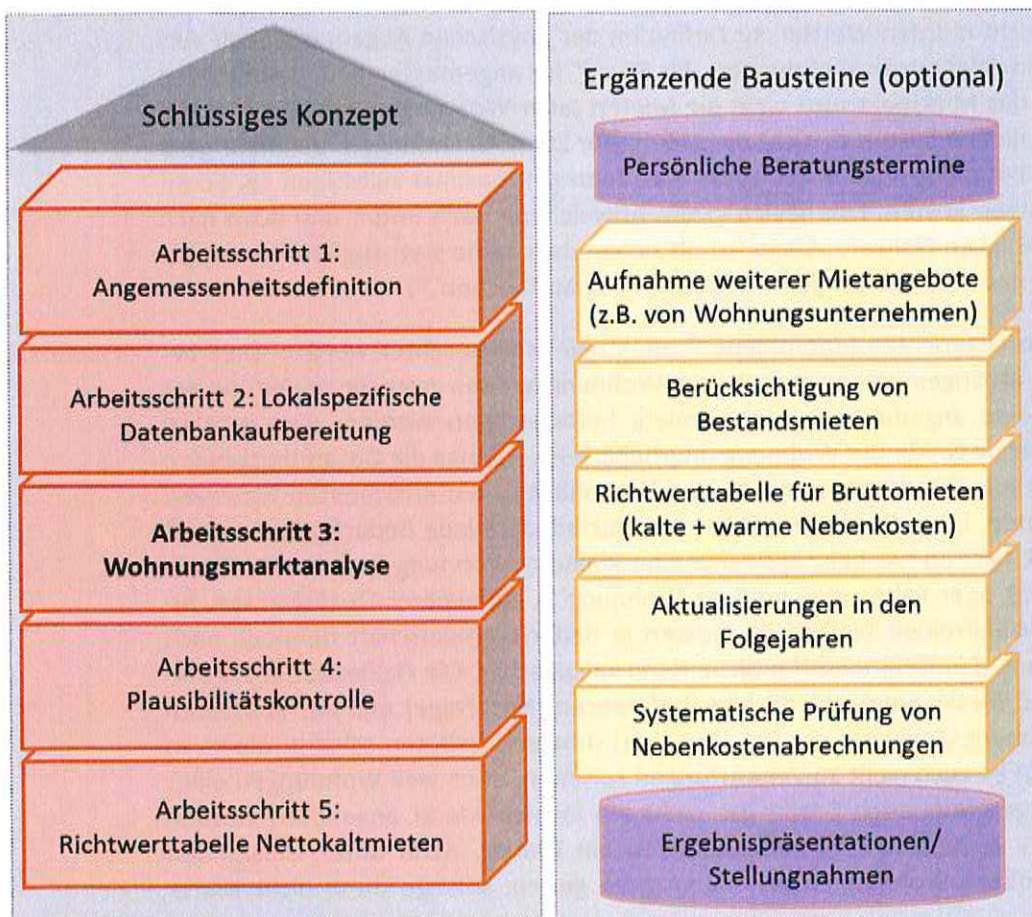 Schlüssiges Konzept
Arbeitsschritt 1:
Angemessenheitsdefinition
Arbeitsschritt 2: Lokalspezifische
Datenbankaufbereitung
Arbeitsschritt 3:
Wohnungsmarktanalyse
Arbeitsschritt 4:
Plausibilitätskontrolle
Arbeitsschritt 5:
Richtwerttabelle Nettokaltmieten
Ergänzende Bausteine (optional)
Persönliche Beratungstermine
Aufnahme weiterer Mietangebote
(z.B. von Wohnungsunternehmen)
Berücksichtigung von
Bestandsmieten
Richtwerttabelle für Bruttomieten
(kalte + warme Nebenkosten)
Aktualisierungen in den
Folgejahren
Systematische Prüfung von
Nebenkostenabrechnungen
Ergebnispräsentationen/
Stellungnahmen